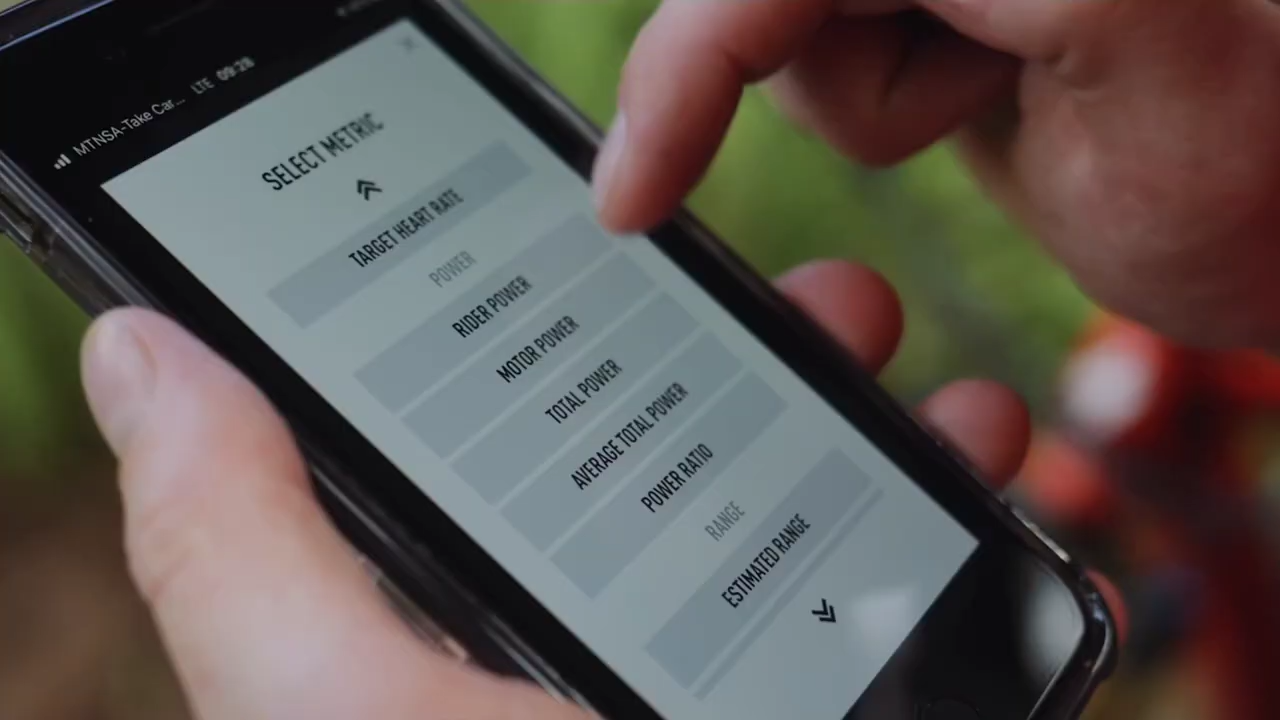 MTNSA-Take Car... LTE 09:28
SELECT METRIC
TARGET HEART RATE
POWER
RIDER POWER
MOTOR POWER
TOTAL POWER
AVERAGE TOTAL POWER
POWER RATIO
RANGE
ESTIMATED RANGE